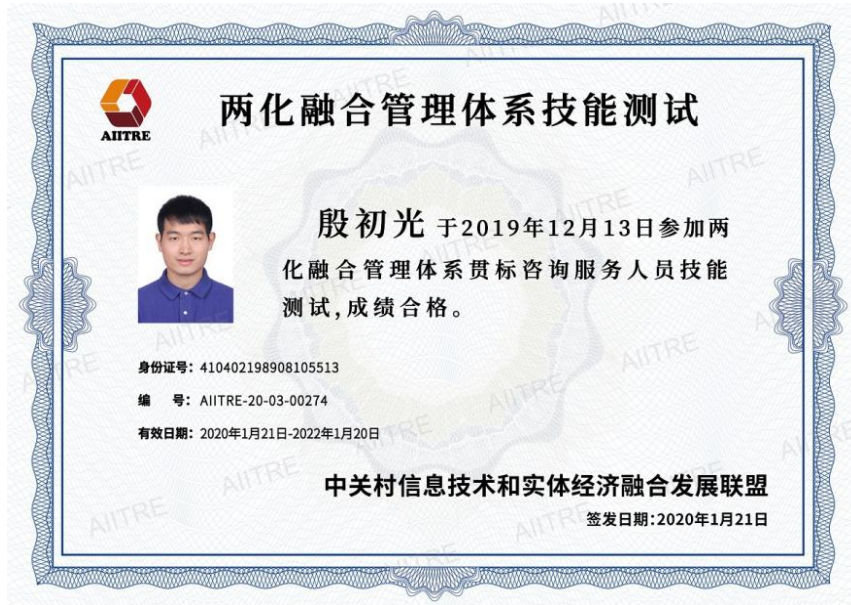 两化融合管理体系技能测试
AIITRE
殷初光 于2019年12月13日参加两
化融合管理体系贯标咨询服务人员技能
测试,成绩合格。
身份证号: 410402198908105513
编 号: AIITRE-20-03-00274
有效日期: 2020年1月21日-2022年1月20日
中关村信息技术和实体经济融合发展联盟
签发日期:2020年1月21日